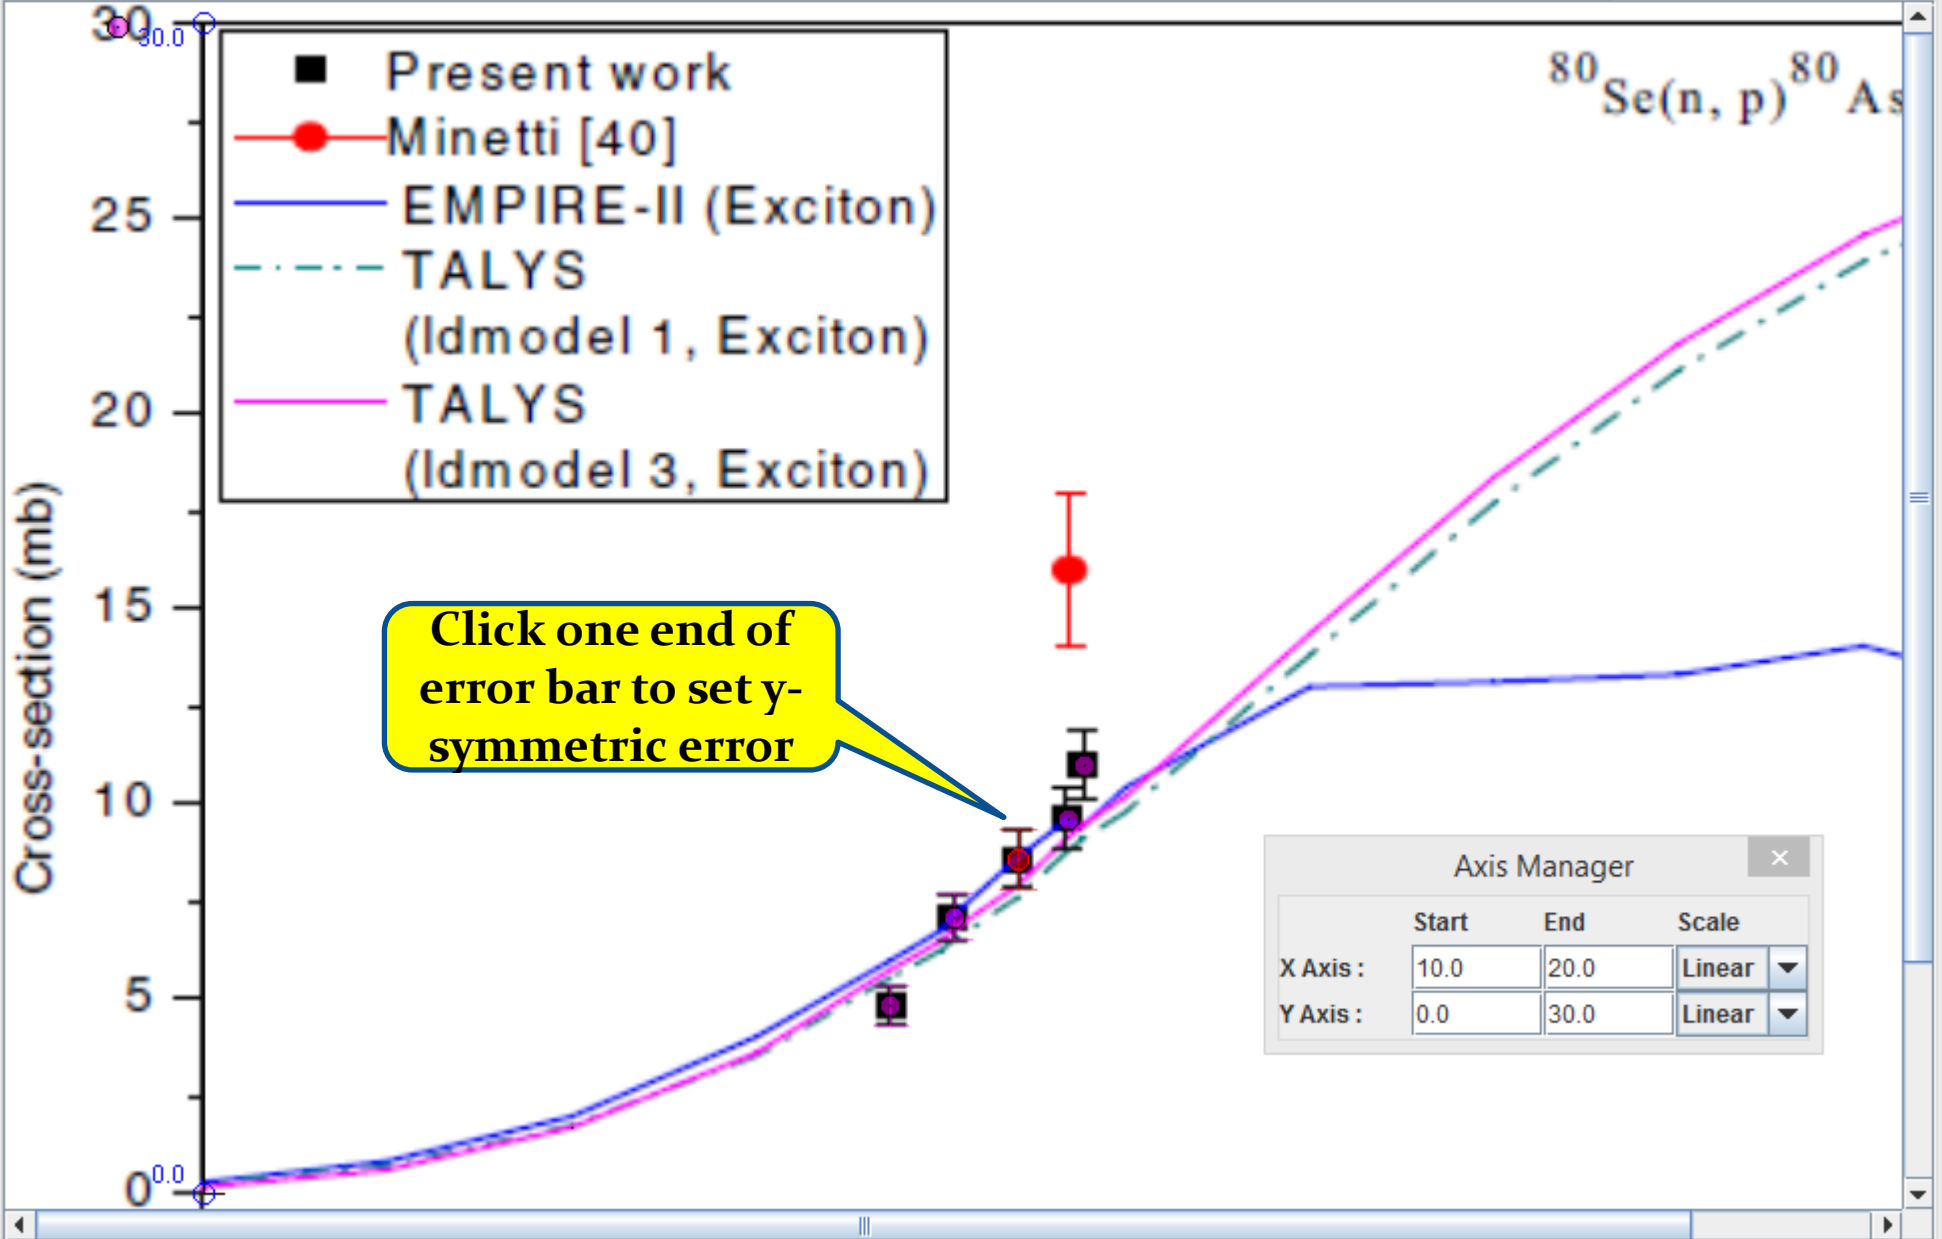 30
30.0
Present work
80Se(n, p)80As
Minetti [40]
EMPIRE-II (Exciton)
25
TALYS
(ldmodel 1, Exciton)
TALYS
20
(ldmodel 3, Exciton)
Cross-section (mb)
15
Click one end of
error bar to set y-
symmetric error
10
Axis Manager
Start End Scale
X Axis : 10.0 20.0 Linear
5
Y Axis : 0.0 30.0 Linear
0
0.0